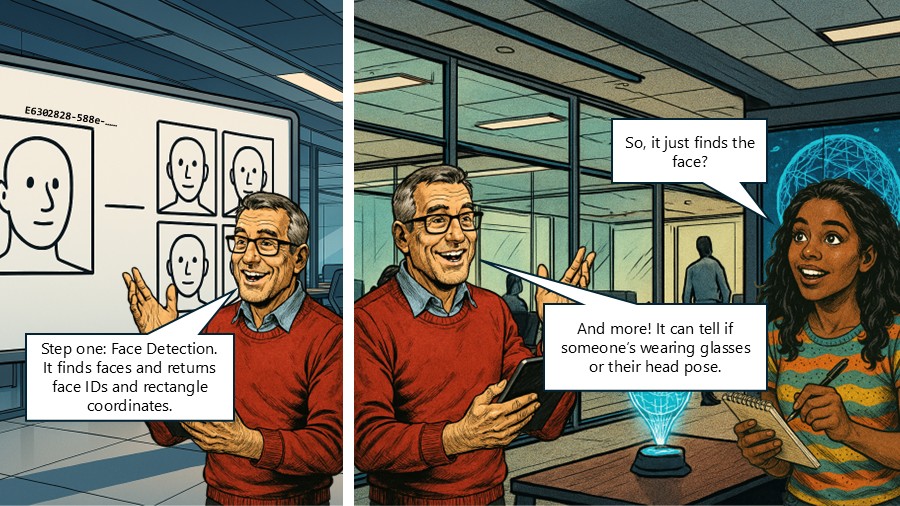 E6302828-588e-....
Step one: Face Detection.
It finds faces and returns
face IDs and rectangle
coordinates.
So, it just finds the
face?
And more! It can tell if
someone's wearing glasses
or their head pose.